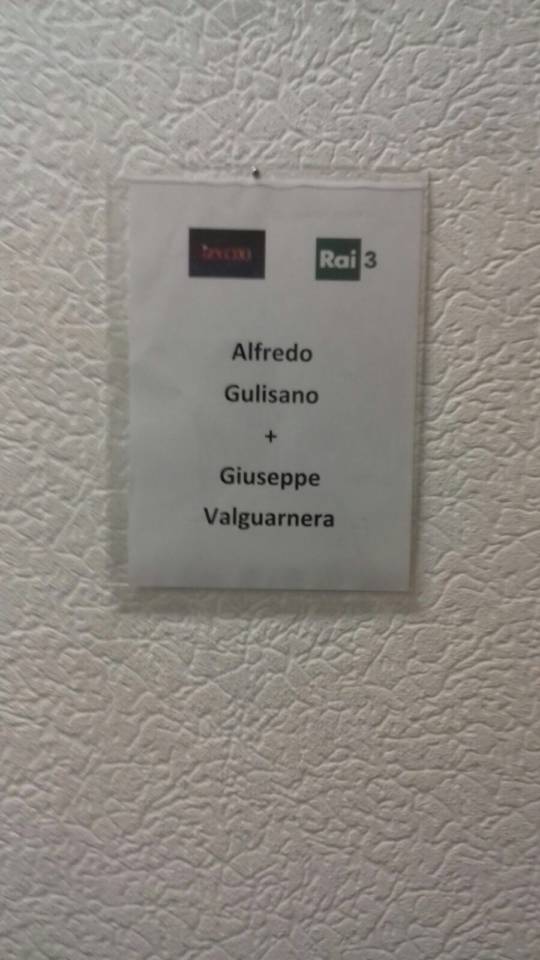 Rai 3
Alfredo
Gulisano
+
Giuseppe
Valguarnera